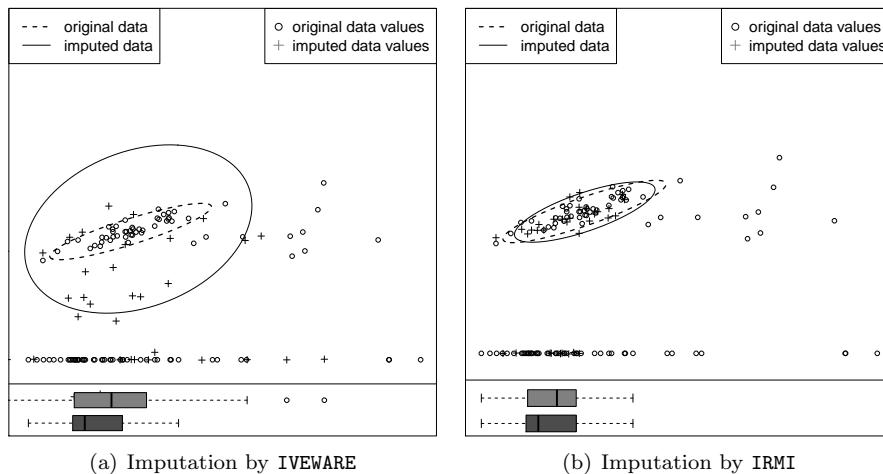 original data
imputed data
original data values
imputed data values
original data
imputed data
original data values
imputed data values
(a) Imputation by IVEWARE
(b) Imputation by IRMI